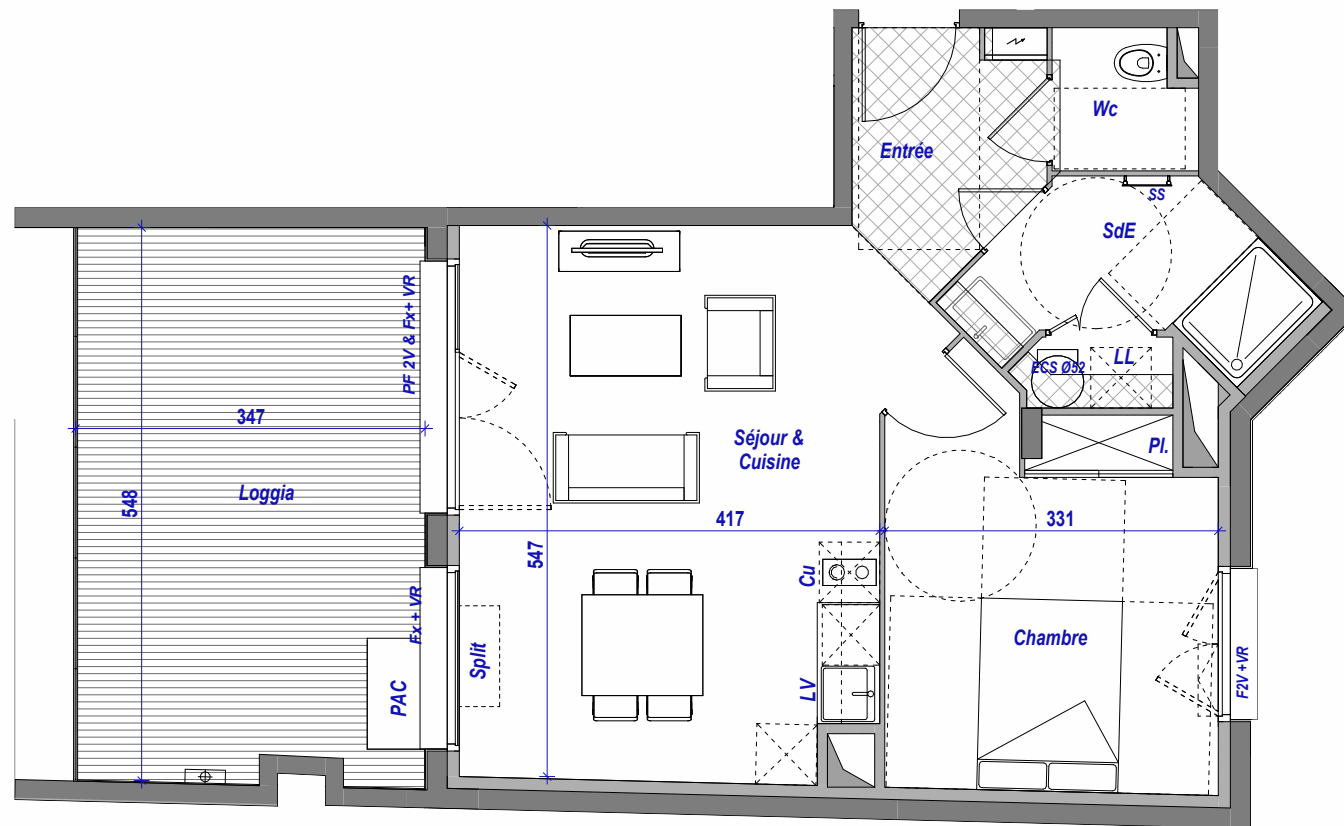 Wc
Entrée
SS
SdE
PF 2V & Fx+ VR
ECS Ø52
LL
347
Séjour &
Cuisine
Pl.
Loggia
548
417
331
547
Cu
Fx + VR
Chambre
Split
F2V +VR
LV
PAC